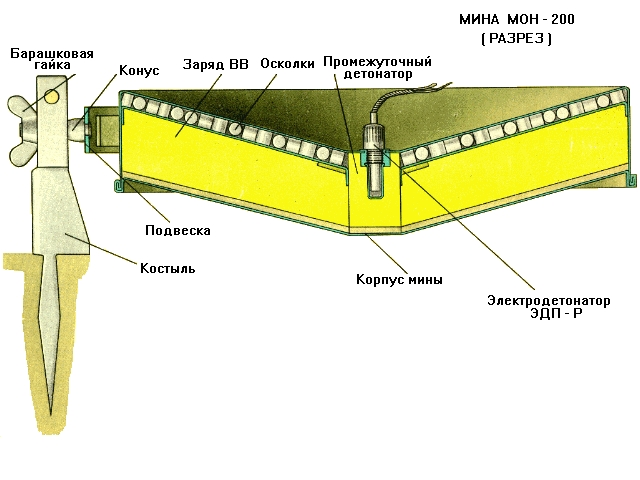 МИНА МОН - 200
( РАЗРЕЗ )
Барашковая
гайка
Конус
Заряд ВВ
Осколки
Промежуточный
детонатор
Подвеска
Костыль
Корпус мины
Электродетонатор
ЭДП - Р